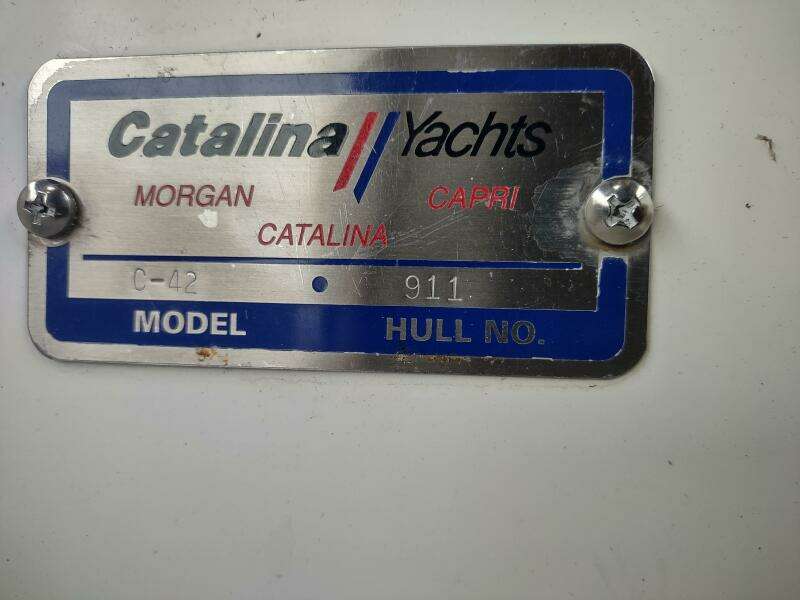 Catalina Yachts
MORGAN CAPRI
CATALINA
C-42 911
MODEL HULL NO.